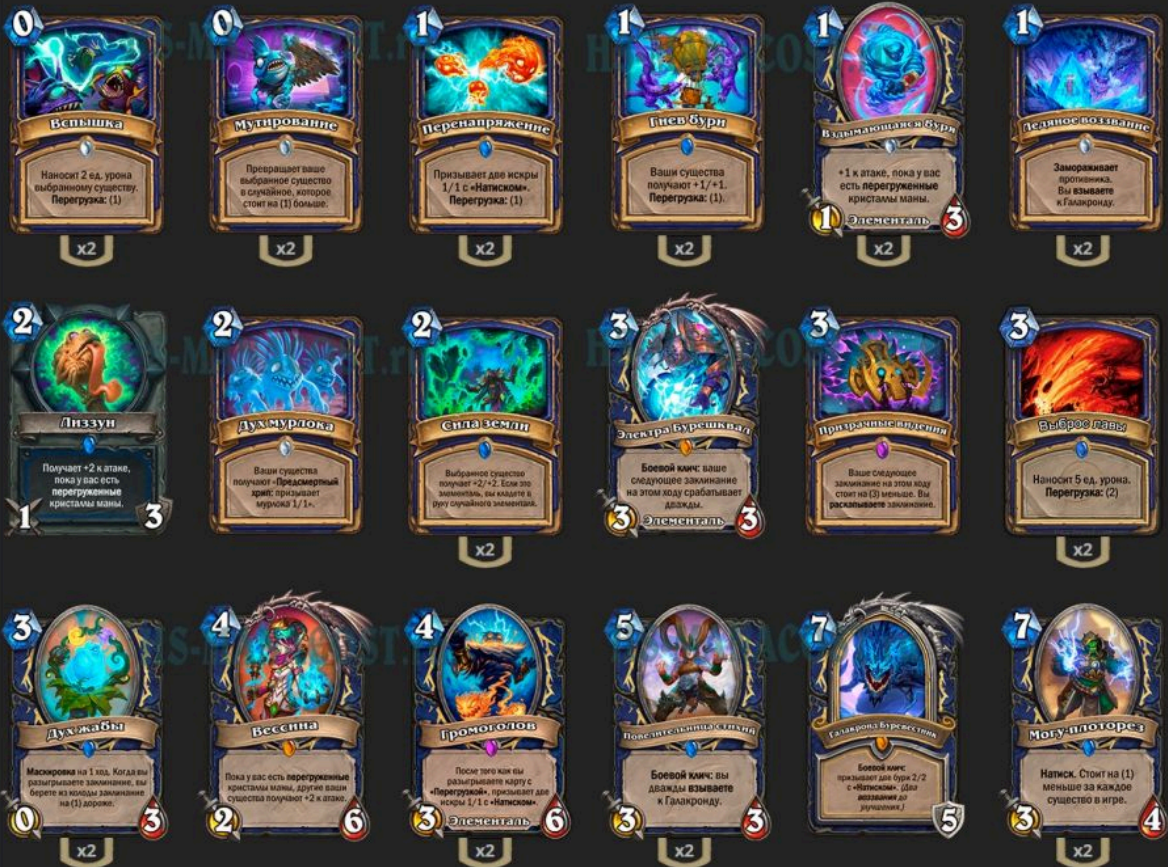 0
Вспышка
Наносит 2 ед. урона
выбранному существу.
Перегрузка: (1)
x2
0
Мутирование
Превращает ваше
выбранное существо
в случайное, которое
стоит на (1) больше.
x2
1
Перенапряжение
Призывает две искры
1/1 с «Натиском».
Перегрузка: (1)
x2
1
Гнев бури
Ваши существа
получают +1/+1.
Перегрузка: (1).
x2
1
Вздымающаяся буря
+1 к атаке, пока у вас
есть перегруженные
кристаллы маны.
1 Элементаль 3
x2
1
Ледяное воззвание
Замораживает
противника.
Вы взываете
к Галакронду.
x2
2
Лиззун
Получает +2 к атаке,
пока у вас есть
перегруженные
кристаллы маны.
1 3
2
Дух мурлока
Ваши существа
получают «Предсмертный
хрип: призывает
мурлока 1/1».
2
Сила земли
Выбранное существо
получает +2/+2. Если это
элементаль, вы кладете в
руку случайного элементаля.
x2
3
Электра Бурешквал
Боевой клич: ваше
следующее заклинание
на этом ходу срабатывает
дважды.
3 Элементаль 3
3
Призрачные видения
Ваше следующее
заклинание на этом ходу
стоит на (3) меньше. Вы
раскапываете заклинание.
3
Выброс лавы
Наносит 5 ед. урона.
Перегрузка: (2)
x2
3
Дух жабы
Маскировка на 1 ход. Когда вы
разыгрываете заклинание, вы
берете из колоды заклинание
на (1) дороже.
0 3
x2
4
Вессина
Пока у вас есть перегруженные
кристаллы маны, другие ваши
существа получают +2 к атаке.
2 6
4
Громоголов
После того как вы
разыгрываете карту с
«Перегрузкой», призывает две
искры 1/1 с «Натиском».
3 Элементаль 6
x2
5
Повелительница стихий
Боевой клич: вы
дважды взываете
к Галакронду.
3 3
x2
7
Галакронд Буревестник
Боевой клич:
призывает две бури 2/2
с «Натиском». (Два
воззвания до
улучшения.)
5
7
Могу-плоторез
Натиск. Стоит на (1)
меньше за каждое
существо в игре.
3 4
x2